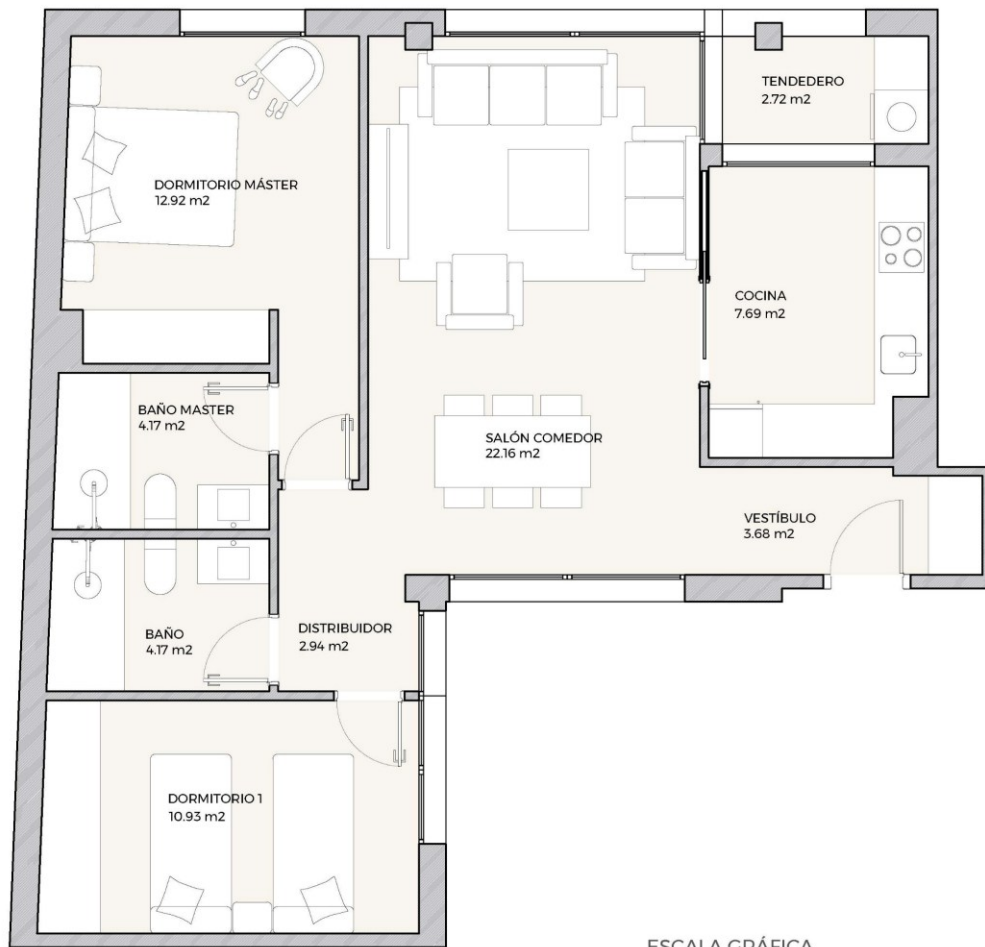 TENDEDERO
2.72 m2
DORMITORIO MÁSTER
12.92 m2
COCINA
7.69 m2
BAÑO MASTER
4.17 m2
SALÓN COMEDOR
22.16 m2
VESTÍBULO
3.68 m2
BAÑO
4.17 m2
DISTRIBUIDOR
2.94 m2
DORMITORIO 1
10.93 m2
ESCALA GRÁFICA